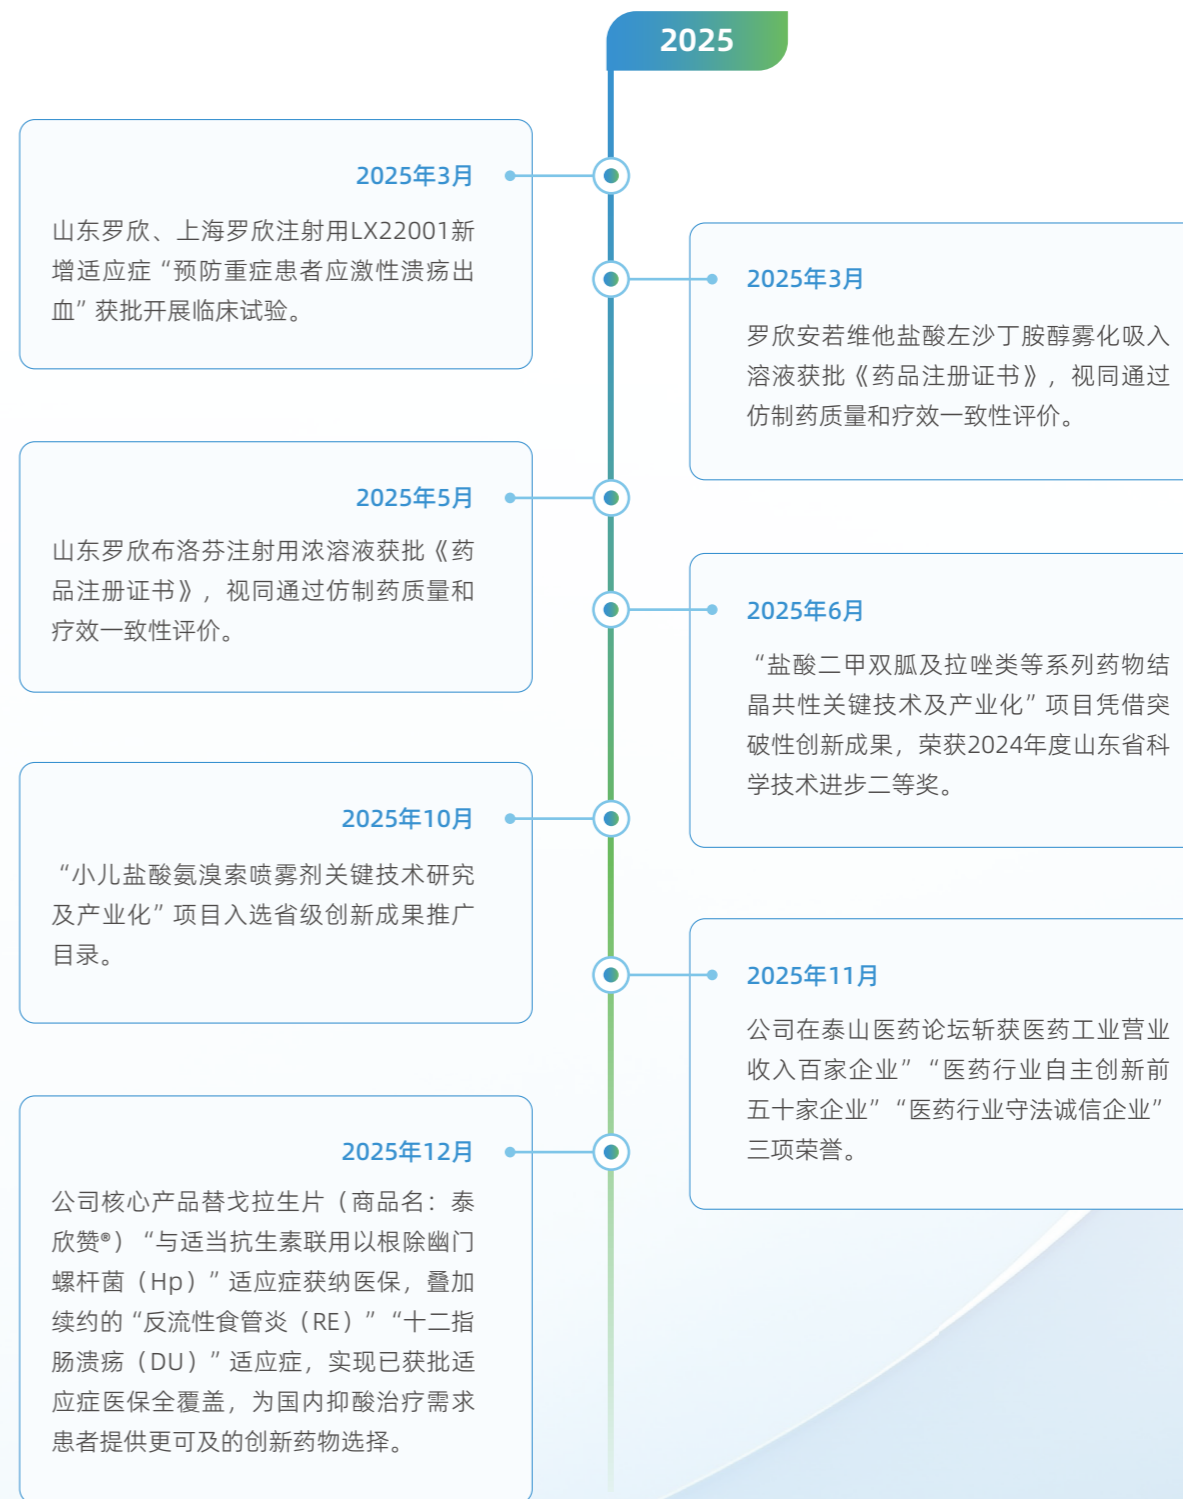 2025
2025年3月
山东罗欣、上海罗欣注射用LX22001新
增适应症“预防重症患者应激性溃疡出
血”获批开展临床试验。
2025年3月
罗欣安若维他盐酸左沙丁胺醇雾化吸入
溶液获批《药品注册证书》，视同通过
仿制药质量和疗效一致性评价。
2025年5月
山东罗欣布洛芬注射用浓溶液获批《药
品注册证书》，视同通过仿制药质量和
疗效一致性评价。
2025年6月
“盐酸二甲双胍及拉唑类等系列药物结
晶共性关键技术及产业化”项目凭借突
破性创新成果，荣获2024年度山东省科
学技术进步二等奖。
2025年10月
“小儿盐酸氨溴索喷雾剂关键技术研究
及产业化”项目入选省级创新成果推广
目录。
2025年11月
公司在泰山医药论坛斩获医药工业营业
收入百家企业”“医药行业自主创新前
五十家企业”“医药行业守法诚信企业”
三项荣誉。
2025年12月
公司核心产品替戈拉生片（商品名：泰
欣赞®）“与适当抗生素联用以根除幽门
螺杆菌（Hp）”适应症获纳医保，叠加
续约的“反流性食管炎（RE）”“十二指
肠溃疡（DU）”适应症，实现已获批适
应症医保全覆盖，为国内抑酸治疗需求
患者提供更可及的创新药物选择。